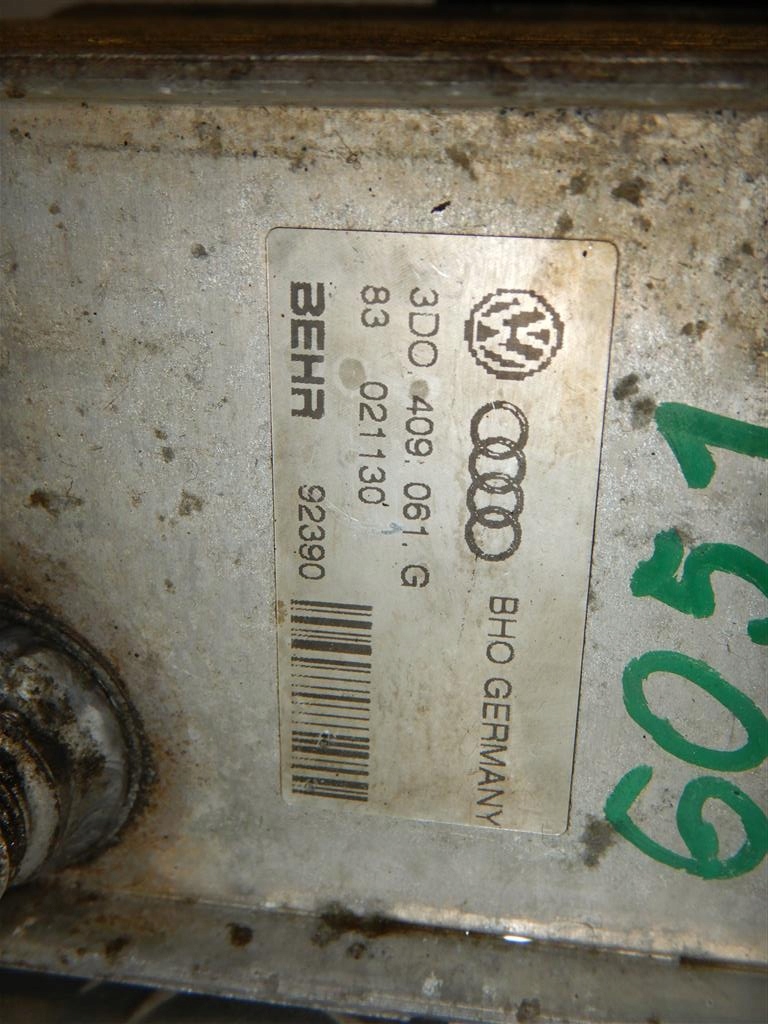 BHO GERMANY
3D0. 409. 061. G
83 021130
BEHR 92390
6051